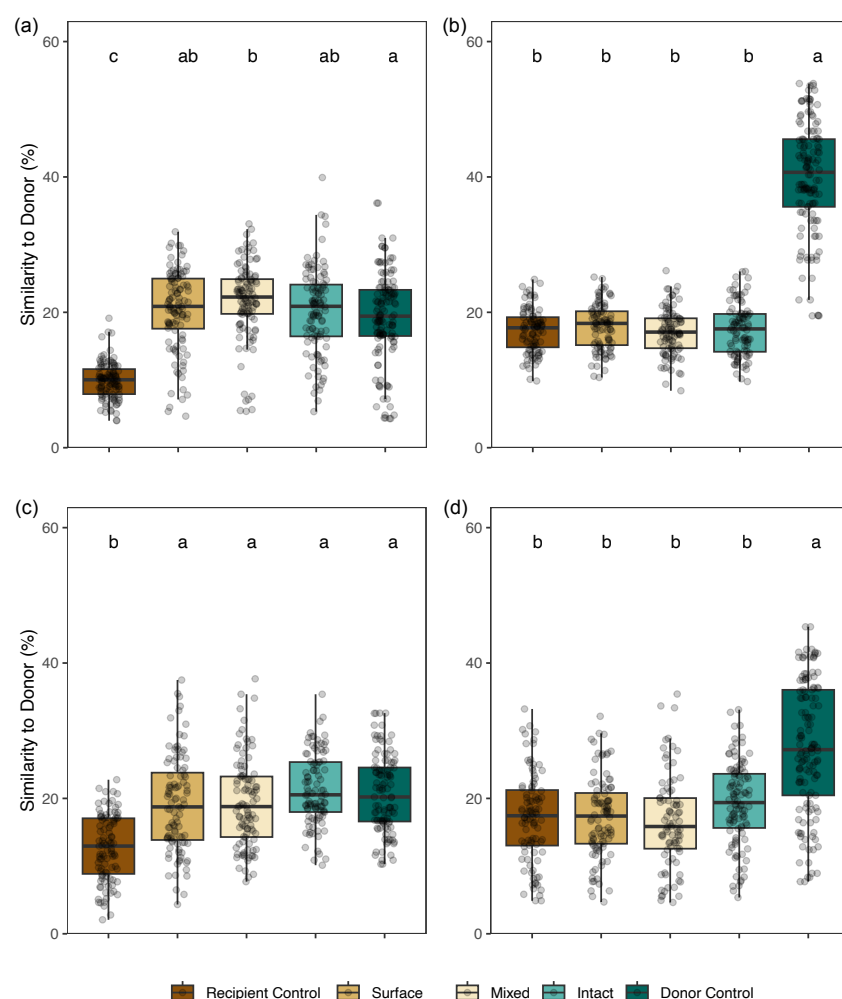 (a)
(b)
60
c ab b ab a
60
b b b b a
Similarity to Donor (%)
40
40
20
20
0
0
(c)
(d)
60
b a a a a
60
b b b b a
Similarity to Donor (%)
40
40
20
20
0
0
Recipient Control Surface Mixed Intact Donor Control